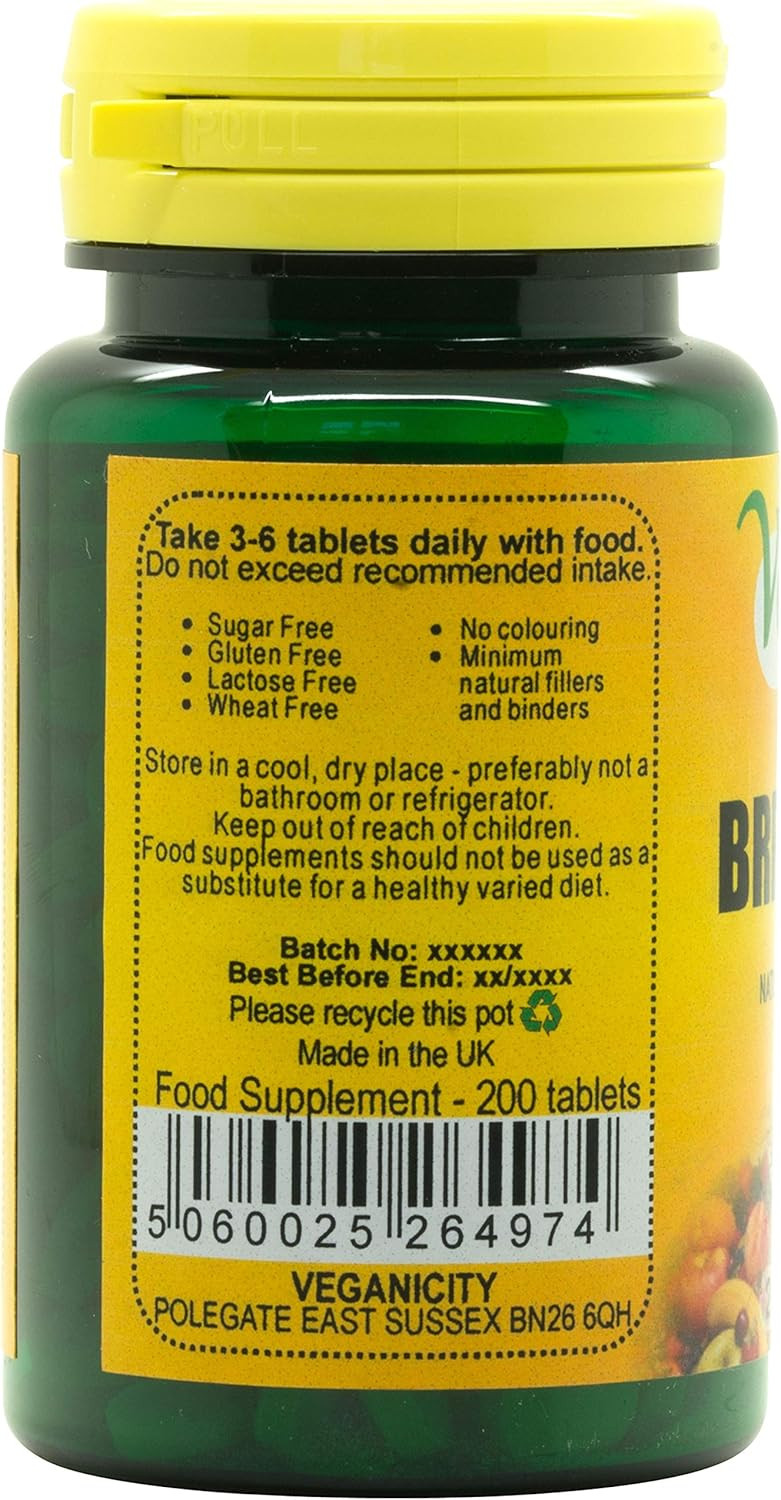 PULL
Take 3-6 tablets daily with food.
Do not exceed recommended intake.
• Sugar Free
• Gluten Free
• Lactose Free
• Wheat Free
• No colouring
• Minimum
natural fillers
and binders
Store in a cool, dry place - preferably not a
bathroom or refrigerator.
Keep out of reach of children.
Food supplements should not be used as a
substitute for a healthy varied diet.
Batch No: xxxxxx
Best Before End: xx/xxxx
Please recycle this pot
Made in the UK
Food Supplement - 200 tablets
5 060025 264974
VEGANICITY
POLEGATE EAST SUSSEX BN26 6QH